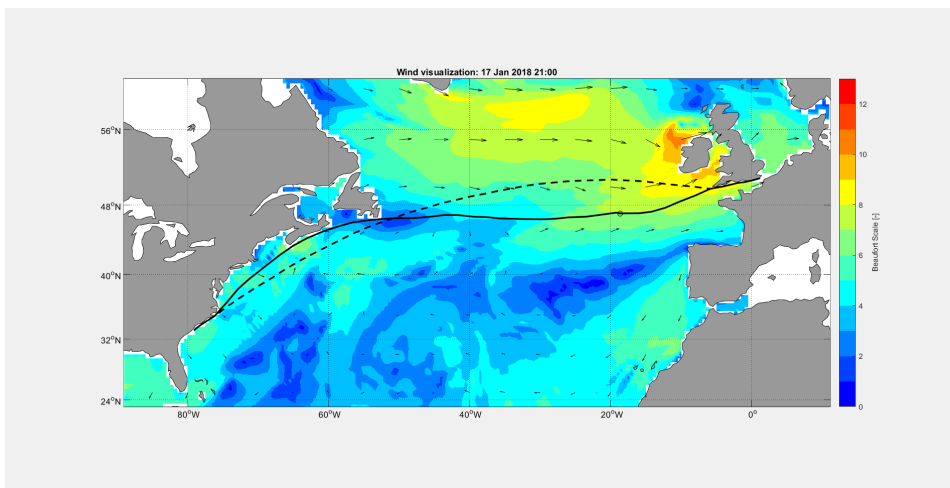 Wind visualization: 17 Jan 2018 21:00
56°N
48°N
40°N
32°N
24°N
80°W
60°W
40°W
20°W
0°
12
10
8
6
4
2
0
Beaufort Scale [-]